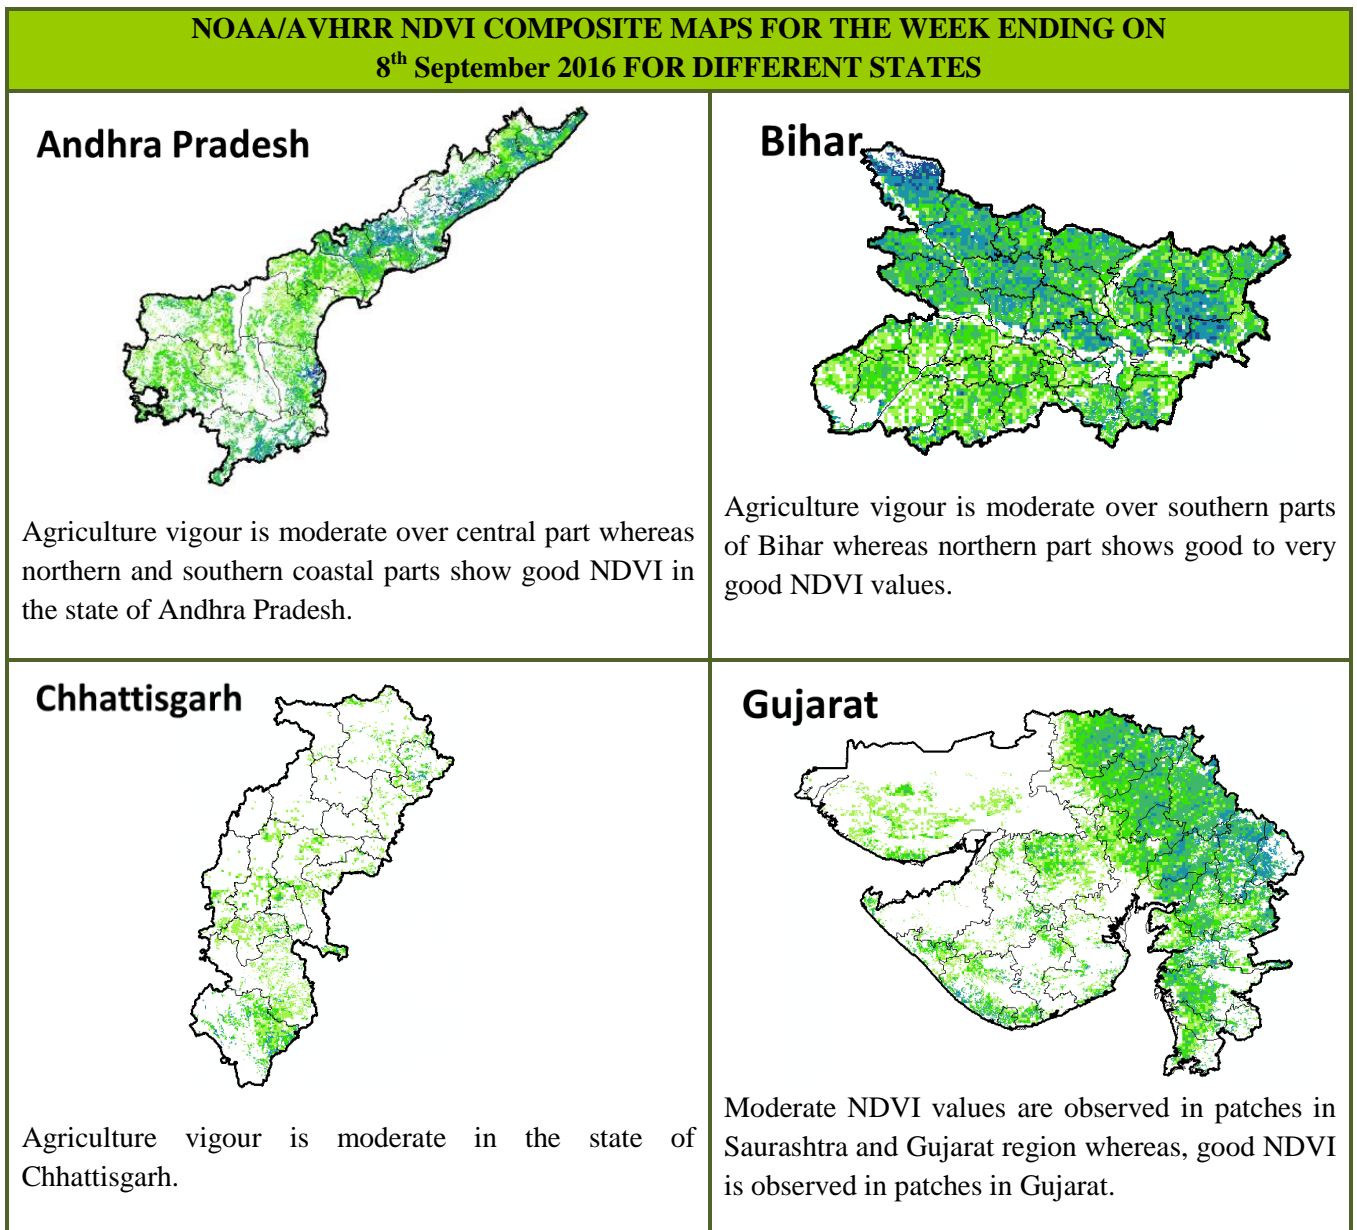 NOAA/AVHRR NDVI COMPOSITE MAPS FOR THE WEEK ENDING ON
8th September 2016 FOR DIFFERENT STATES
Andhra Pradesh
Agriculture vigour is moderate over central part whereas
northern and southern coastal parts show good NDVI in
the state of Andhra Pradesh.
Bihar
Agriculture vigour is moderate over southern parts
of Bihar whereas northern part shows good to very
good NDVI values.
Chhattisgarh
Agriculture vigour is moderate in the state of
Chhattisgarh.
Gujarat
Moderate NDVI values are observed in patches in
Saurashtra and Gujarat region whereas, good NDVI
is observed in patches in Gujarat.